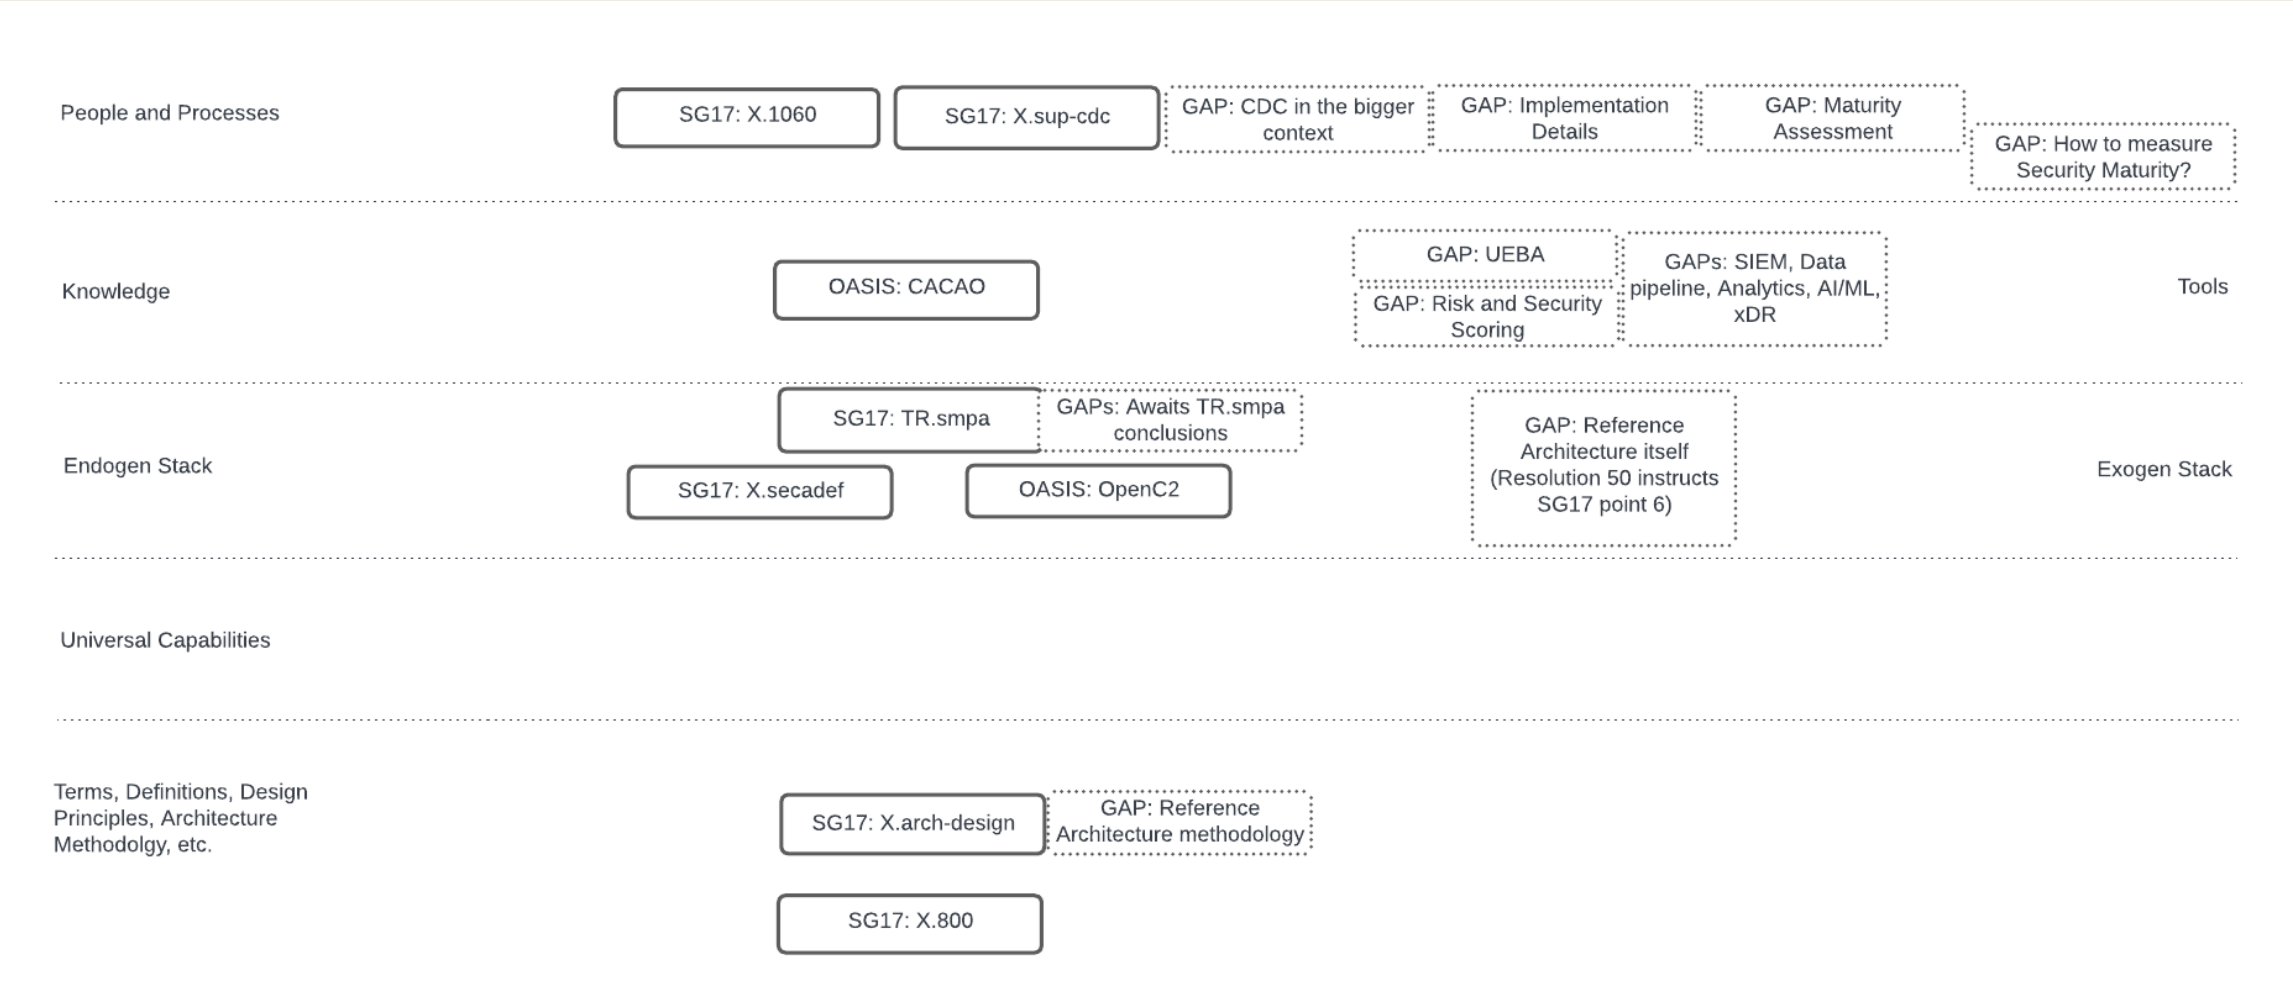 People and Processes
SG17: X.1060
SG17: X.sup-cdc
GAP: CDC in the bigger
context
GAP: Implementation
Details
GAP: Maturity
Assessment
GAP: How to measure
Security Maturity?
Knowledge
OASIS: CACAO
GAP: UEBA
GAP: Risk and Security
Scoring
GAPs: SIEM, Data
pipeline, Analytics, AI/ML,
xDR
Tools
Endogen Stack
SG17: TR.smpa
GAPs: Awaits TR.smpa
conclusions
SG17: X.secadef
OASIS: OpenC2
GAP: Reference
Architecture itself
(Resolution 50 instructs
SG17 point 6)
Exogen Stack
Universal Capabilities
Terms, Definitions, Design
Principles, Architecture
Methodolgy, etc.
SG17: X.arch-design
GAP: Reference
Architecture methodology
SG17: X.800